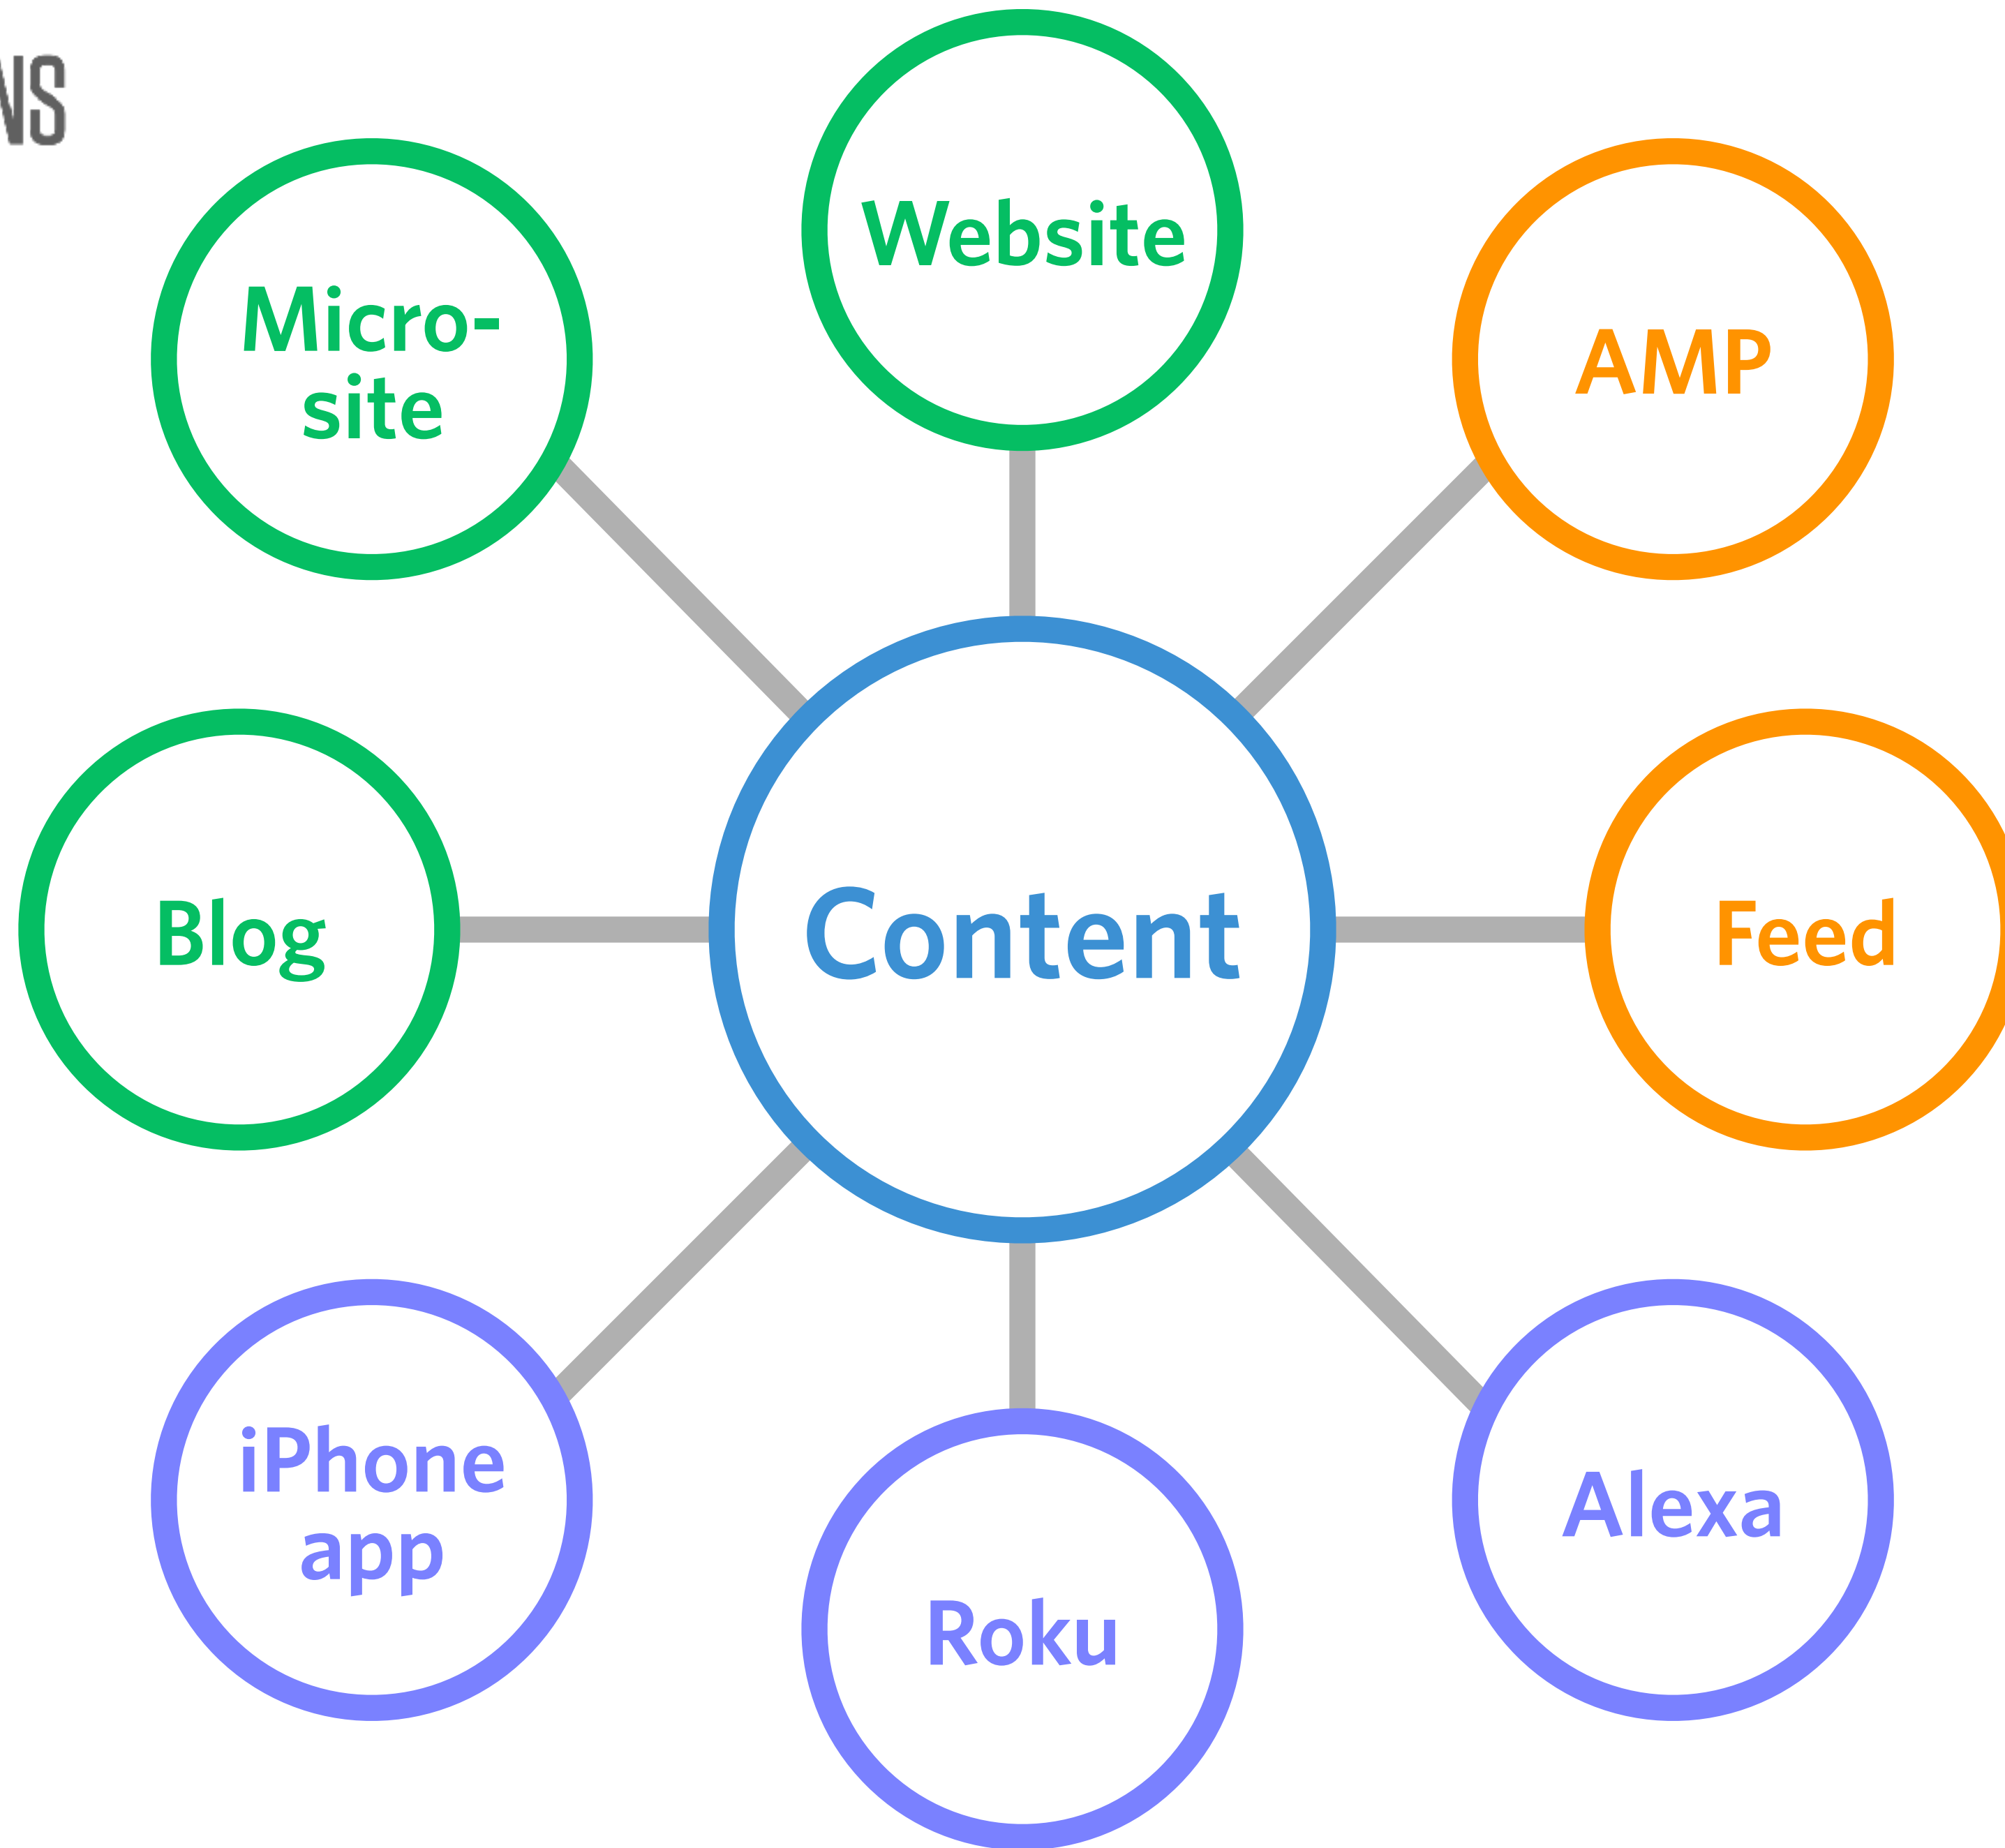 Website
Micro-
site
AMP
Blog
Content
Feed
iPhone
app
Alexa
Roku